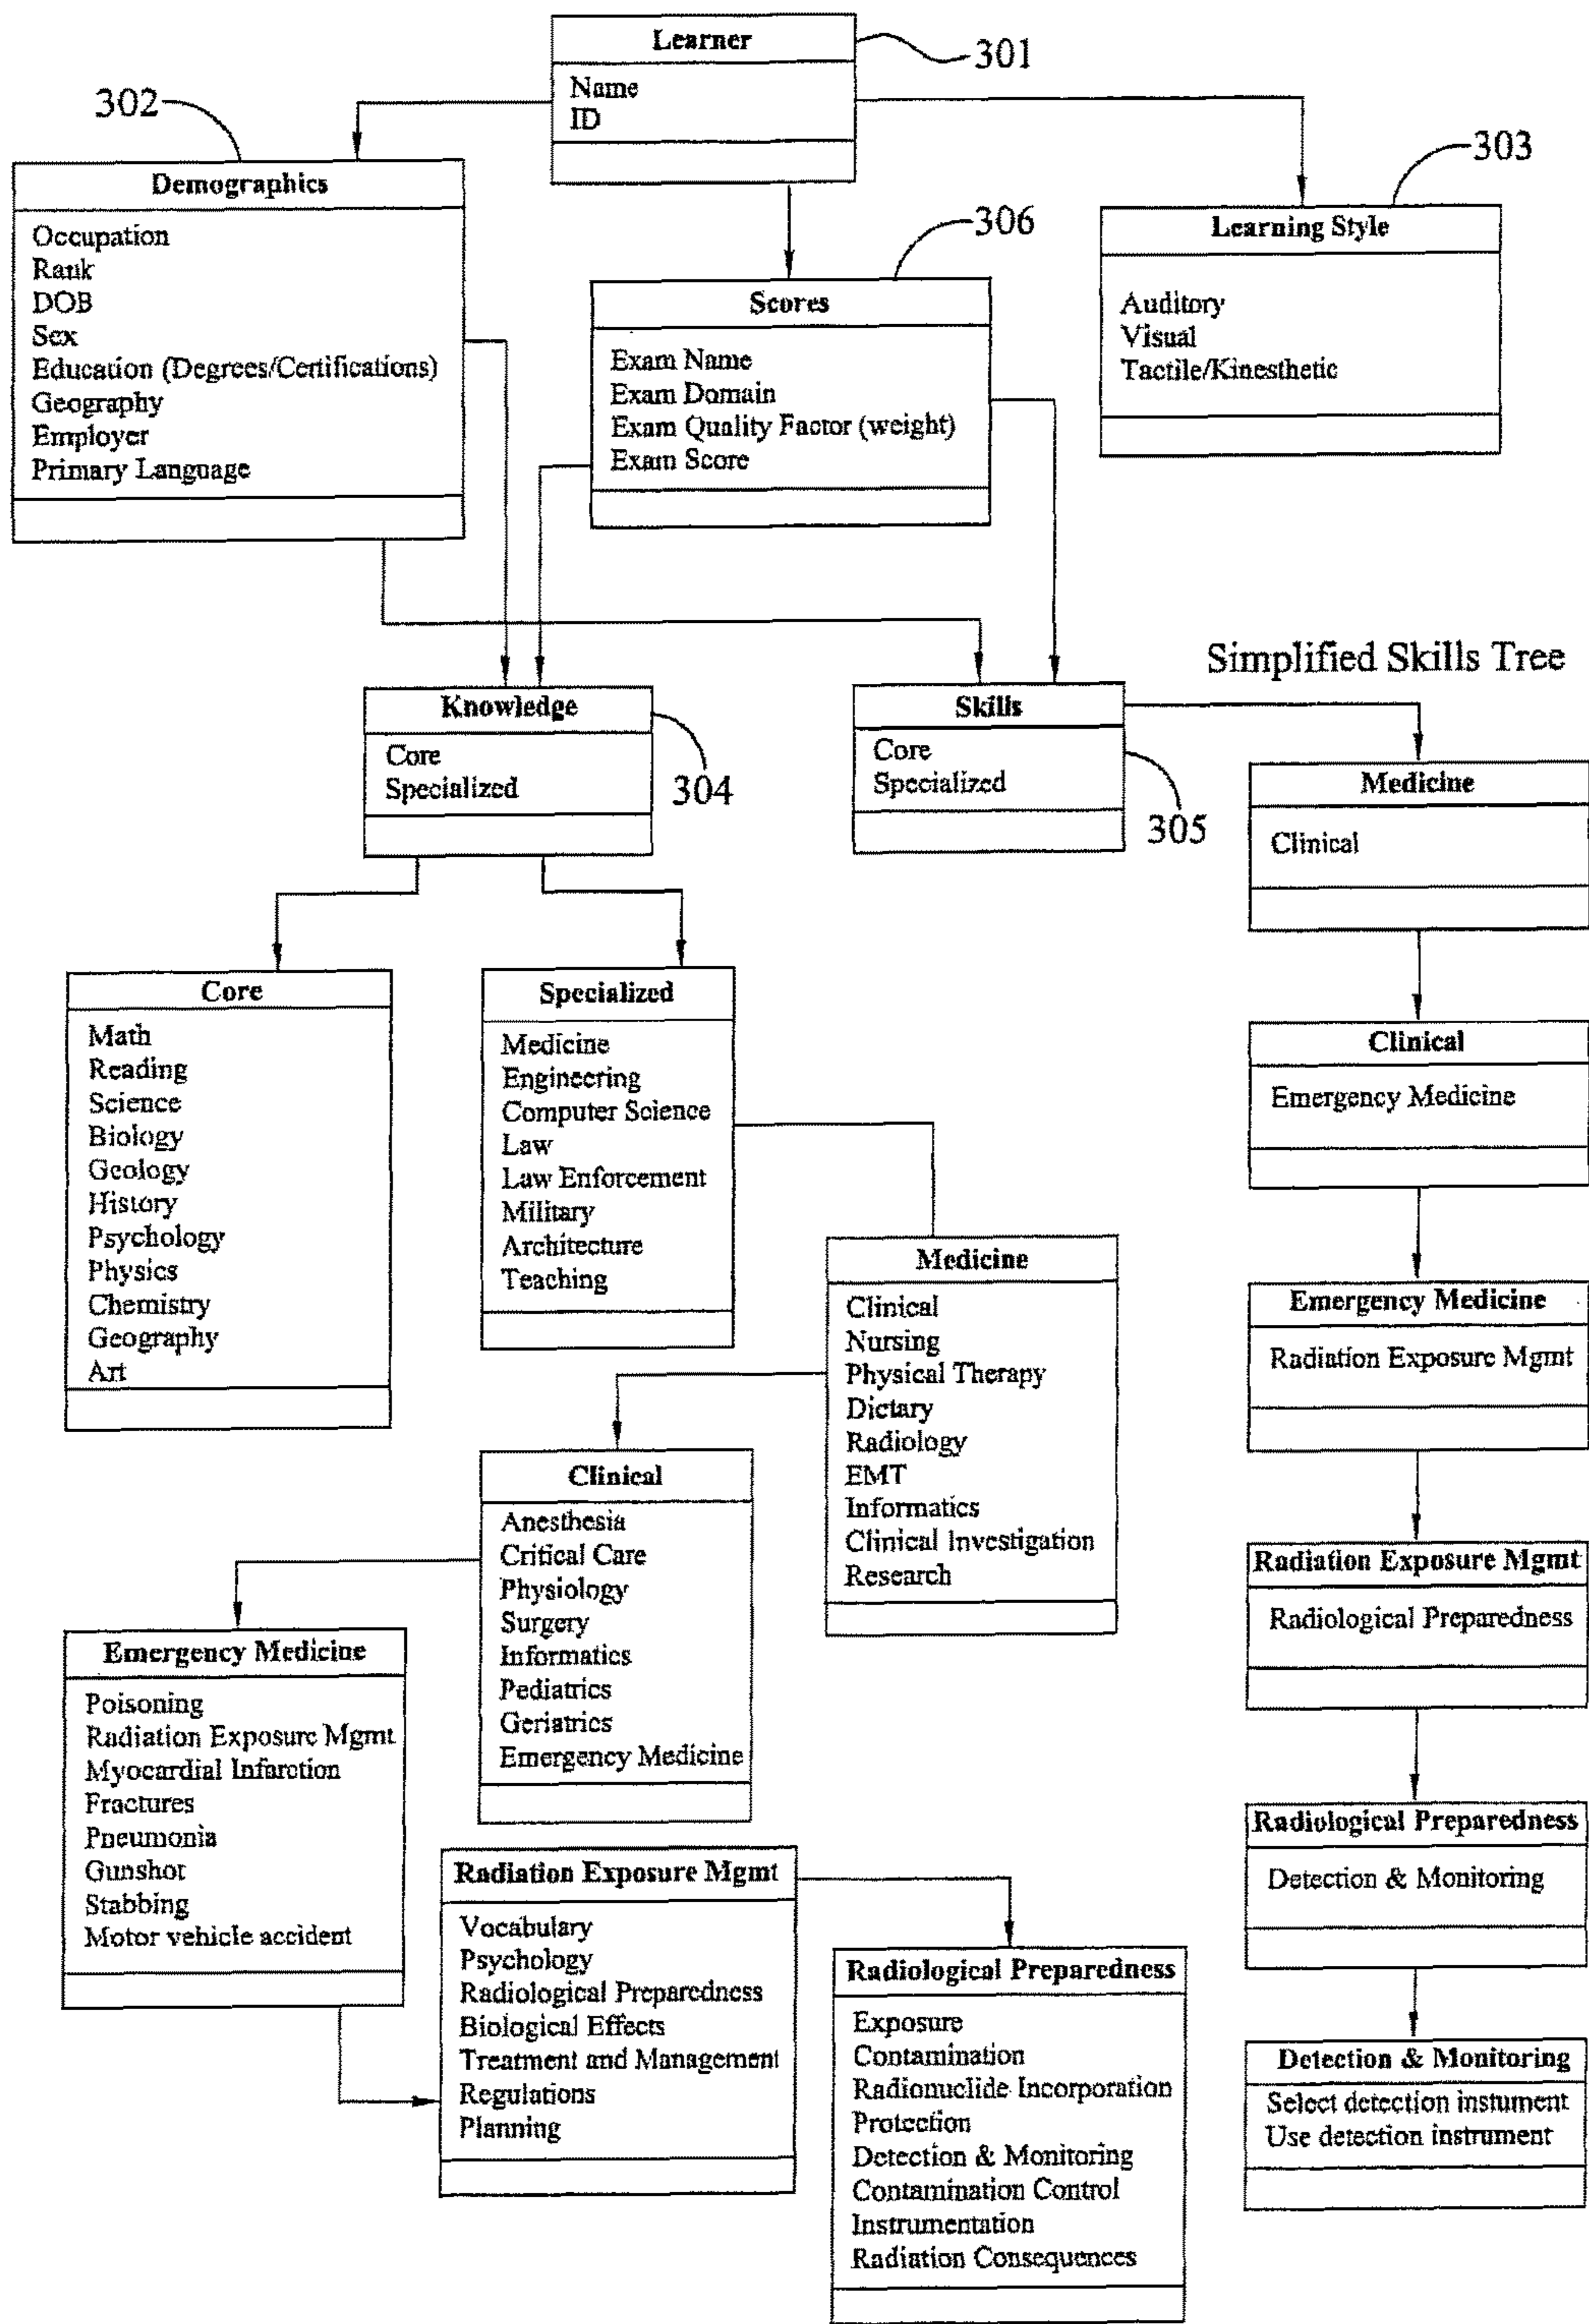 Learner
301
Name
ID
302
Demographics
Occupation
Rank
DOB
Sex
Education (Degrees/Certifications)
Geography
Employer
Primary Language
306
Scores
Exam Name
Exam Domain
Exam Quality Factor (weight)
Exam Score
303
Learning Style
Auditory
Visual
Tactile/Kinesthetic
Knowledge
Core
Specialized
304
Skills
Core
Specialized
305
Simplified Skills Tree
Medicine
Clinical
Clinical
Emergency Medicine
Emergency Medicine
Radiation Exposure Mgmt
Radiation Exposure Mgmt
Radiological Preparedness
Radiological Preparedness
Detection & Monitoring
Detection & Monitoring
Select detection instument
Use detection instrument
Core
Math
Reading
Science
Biology
Geology
History
Psychology
Physics
Chemistry
Geography
Art
Specialized
Medicine
Engineering
Computer Science
Law
Law Enforcement
Military
Architecture
Teaching
Medicine
Clinical
Nursing
Physical Therapy
Dietary
Radiology
EMT
Informatics
Clinical Investigation
Research
Clinical
Anesthesia
Critical Care
Physiology
Surgery
Informatics
Pediatrics
Geriatrics
Emergency Medicine
Emergency Medicine
Poisoning
Radiation Exposure Mgmt
Myocardial Infarction
Fractures
Pneumonia
Gunshot
Stabbing
Motor vehicle accident
Radiation Exposure Mgmt
Vocabulary
Psychology
Radiological Preparedness
Biological Effects
Treatment and Management
Regulations
Planning
Radiological Preparedness
Exposure
Contamination
Radionuclide Incorporation
Protection
Detection & Monitoring
Contamination Control
Instrumentation
Radiation Consequences